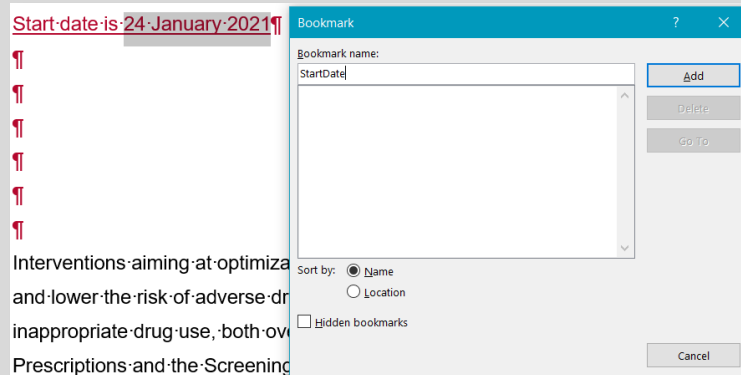 Start·date·is·24·January·2021¶
¶
¶
¶
¶
¶
¶
Interventions·aiming·at·optimiza
and·lower·the·risk·of·adverse·dr
inappropriate·drug·use,·both·ov
Prescriptions·and·the·Screening
Bookmark ?
Bookmark name:
StartDate
Add
Delete
Go To
Sort by: Name
Location
Hidden bookmarks
Cancel